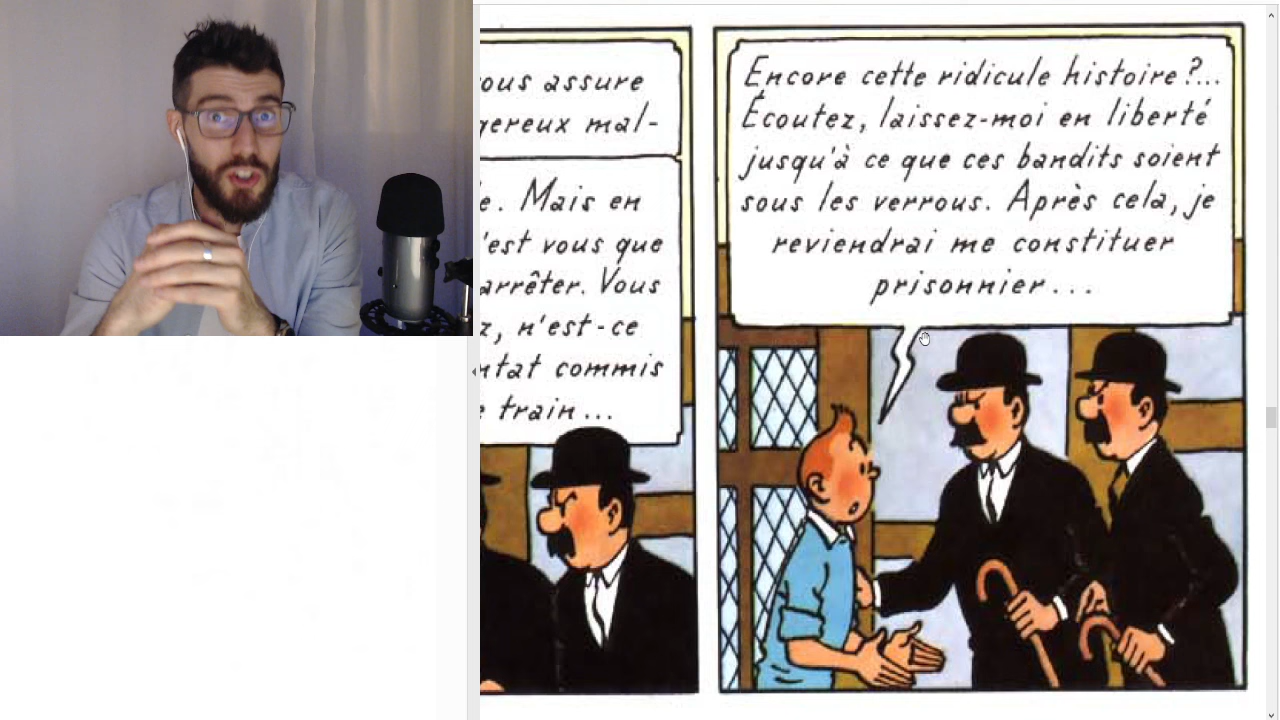 ous assure
gereux mal-
e. Mais en
'est vous que
arrêter. Vous
z, n'est-ce
ntat commis
e train...
Encore cette ridicule histoire?...
Écoutez, laissez-moi en liberté
jusqu'à ce que ces bandits soient
sous les verrous. Après cela, je
reviendrai me constituer
prisonnier...